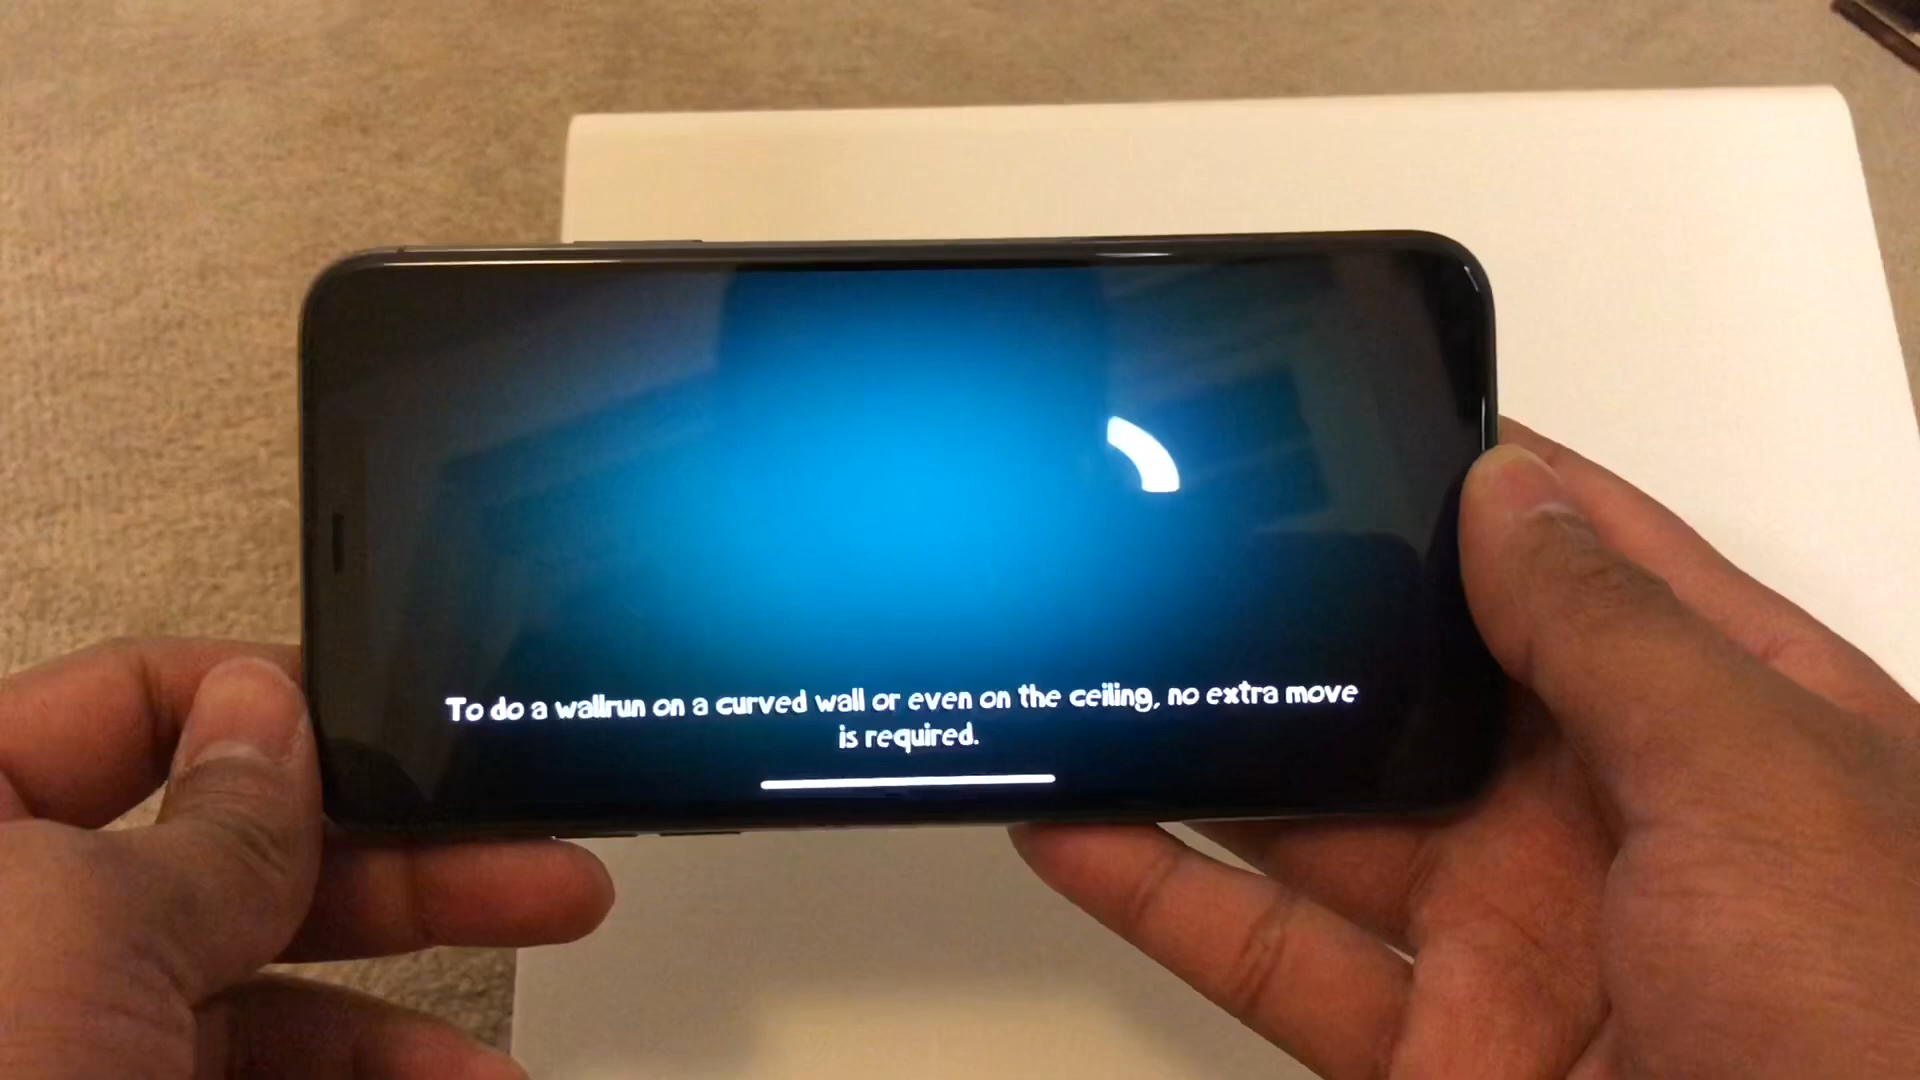 To do a wallrun on a curved wall or even on the ceiling, no extra move
is required.